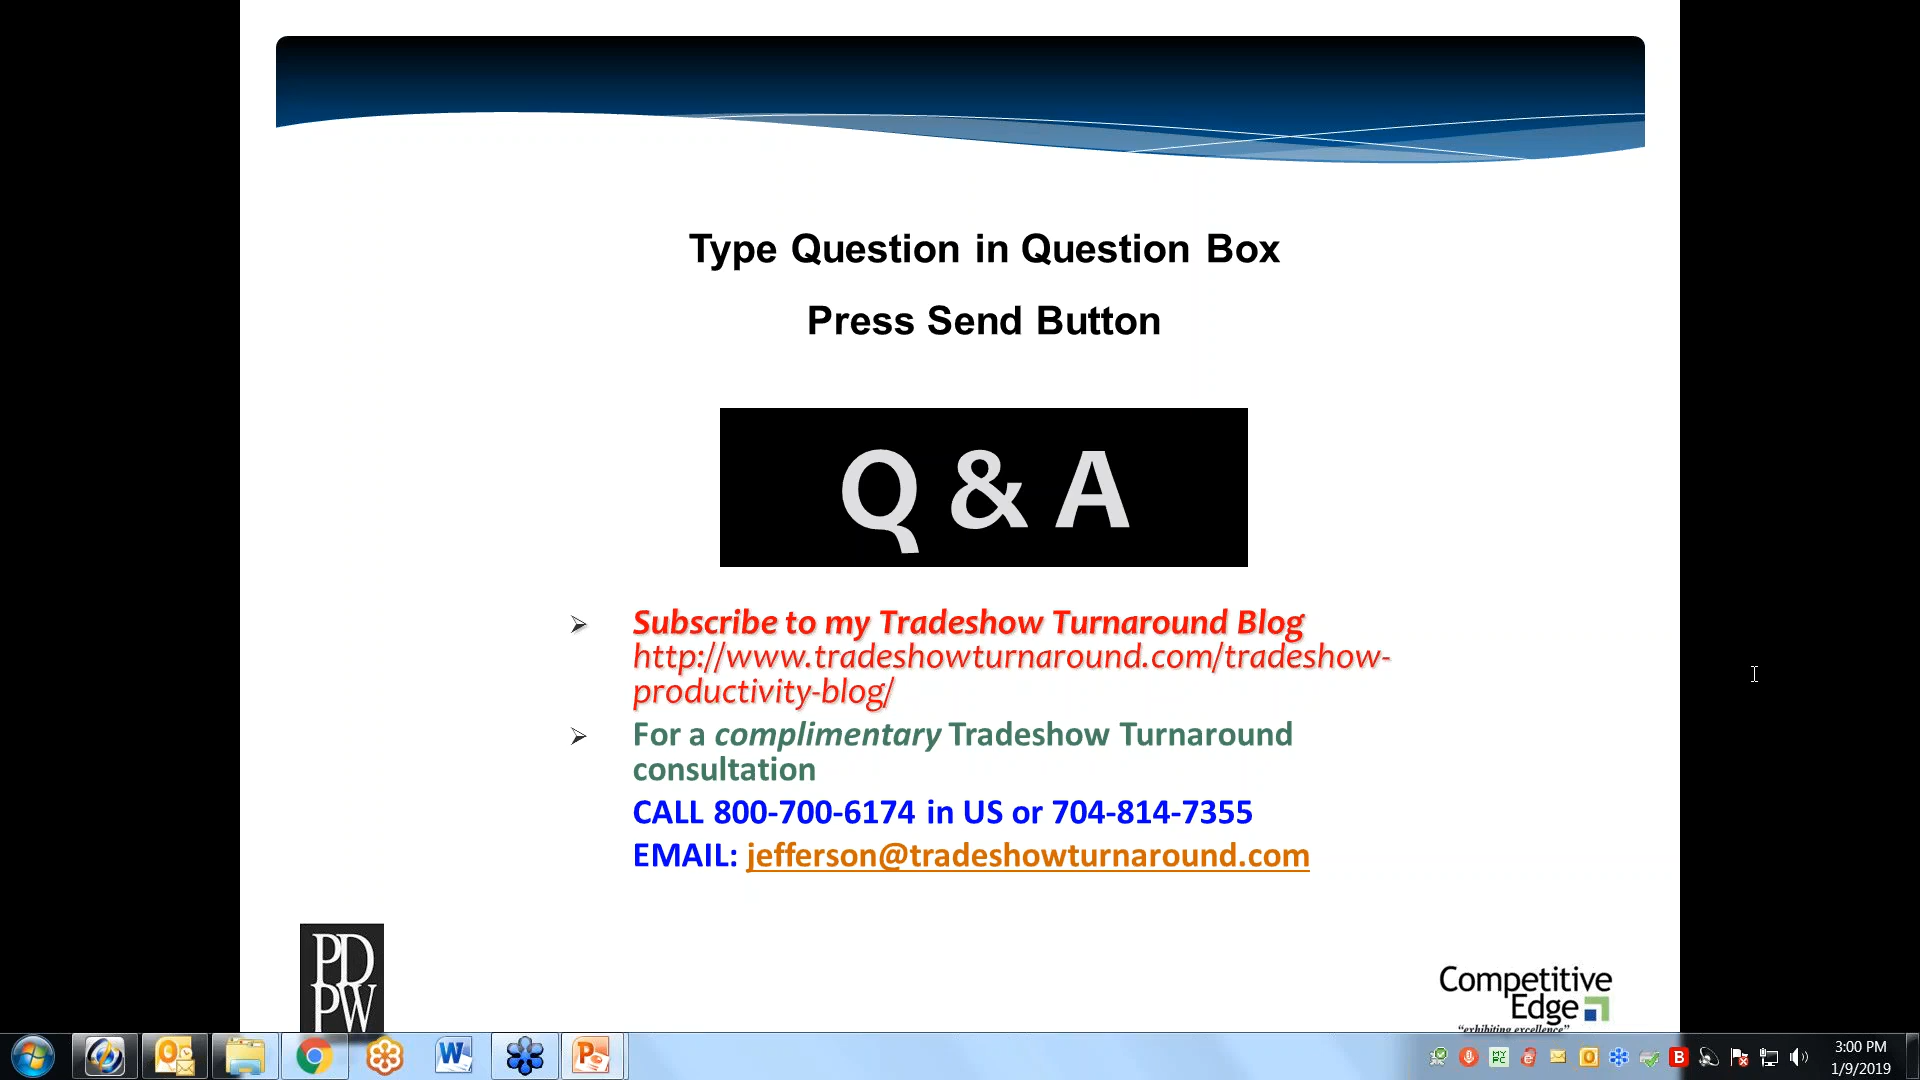 Type Question in Question Box
Press Send Button
Q & A
➢ Subscribe to my Tradeshow Turnaround Blog
http://www.tradeshowturnaround.com/tradeshow-
productivity-blog/
➢ For a complimentary Tradeshow Turnaround
consultation
CALL 800-700-6174 in US or 704-814-7355
EMAIL: jefferson@tradeshowturnaround.com
PD
PW
Competitive
Edge
"exhibiting excellence"
3:00 PM
1/9/2019